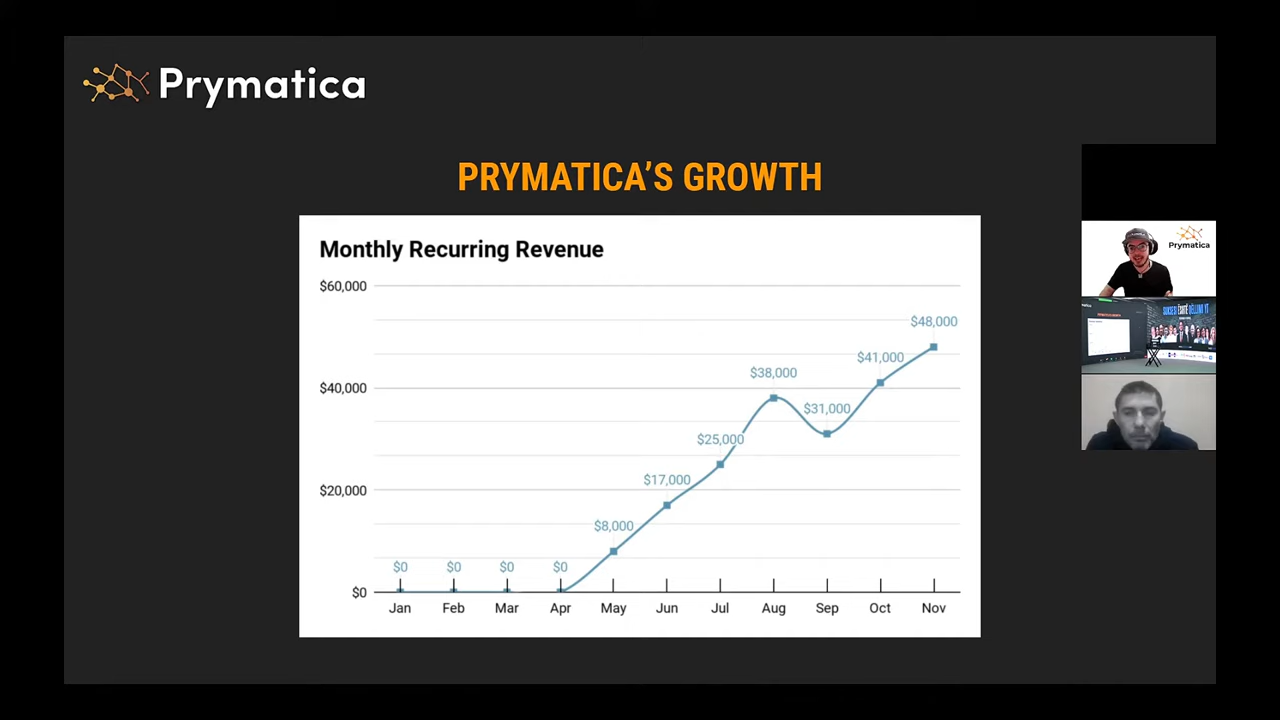 Prymatica
PRYMATICA'S GROWTH
Monthly Recurring Revenue
$60,000
$40,000
$20,000
$0
$0
$0
$0
$0
$8,000
$17,000
$25,000
$38,000
$31,000
$41,000
$48,000
Jan
Feb
Mar
Apr
May
Jun
Jul
Aug
Sep
Oct
Nov
Prymatica